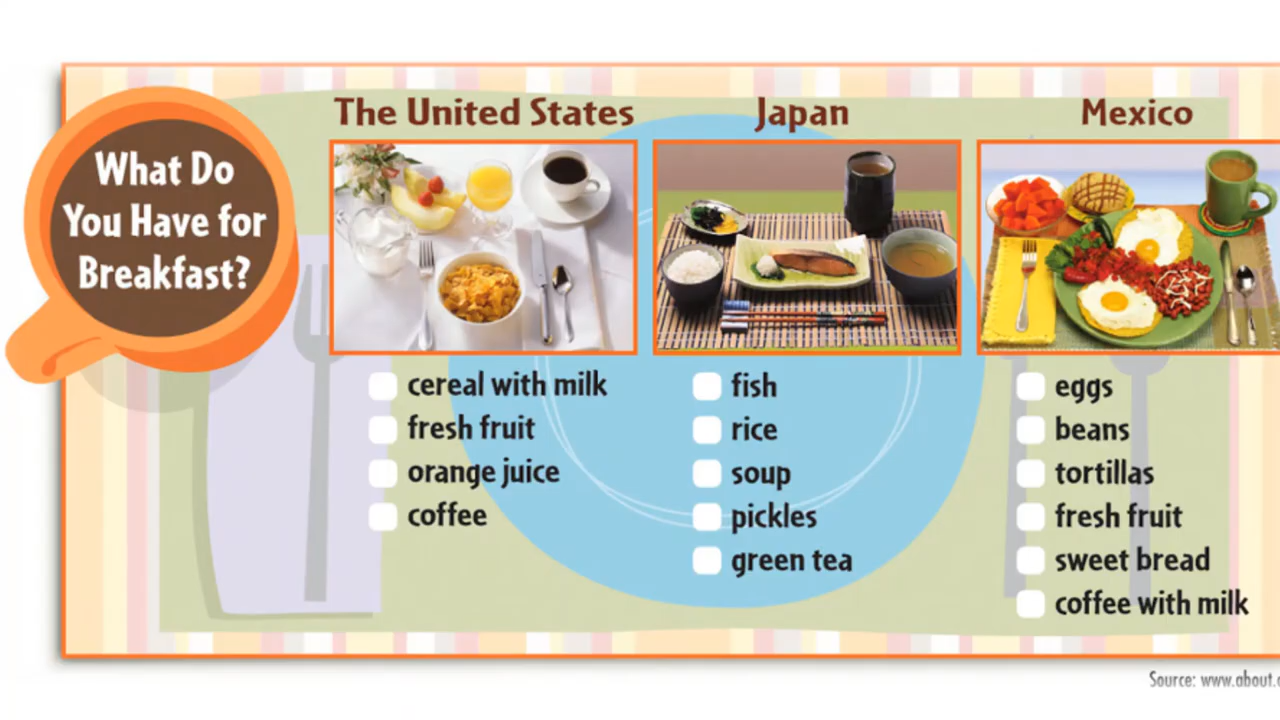 What Do
You Have for
Breakfast?
The United States
cereal with milk
fresh fruit
orange juice
coffee
Japan
fish
rice
soup
pickles
green tea
Mexico
eggs
beans
tortillas
fresh fruit
sweet bread
coffee with milk
Source: www.about.